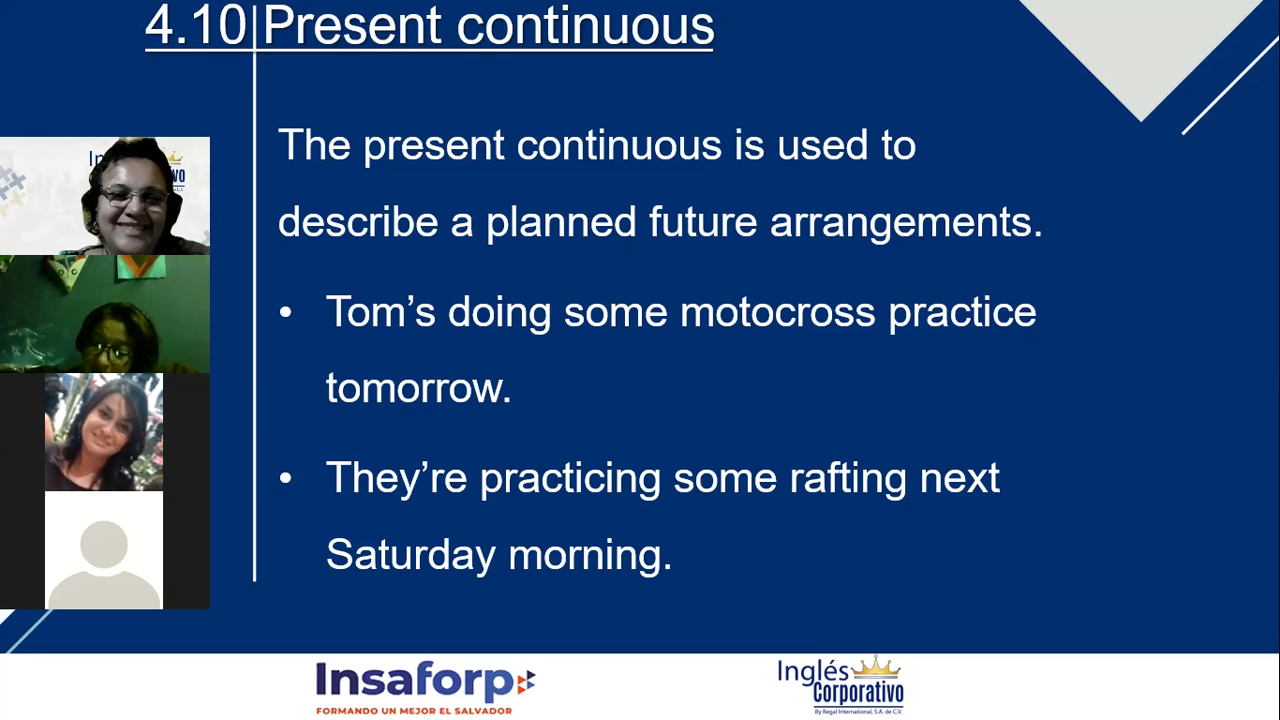 4.10 Present continuous
The present continuous is used to
describe a planned future arrangements.
• Tom’s doing some motocross practice
tomorrow.
• They’re practicing some rafting next
Saturday morning.
Insaforp
FORMANDO UN MEJOR EL SALVADOR
Inglés
Corporativo
By Regal International, S.A. de C.V.